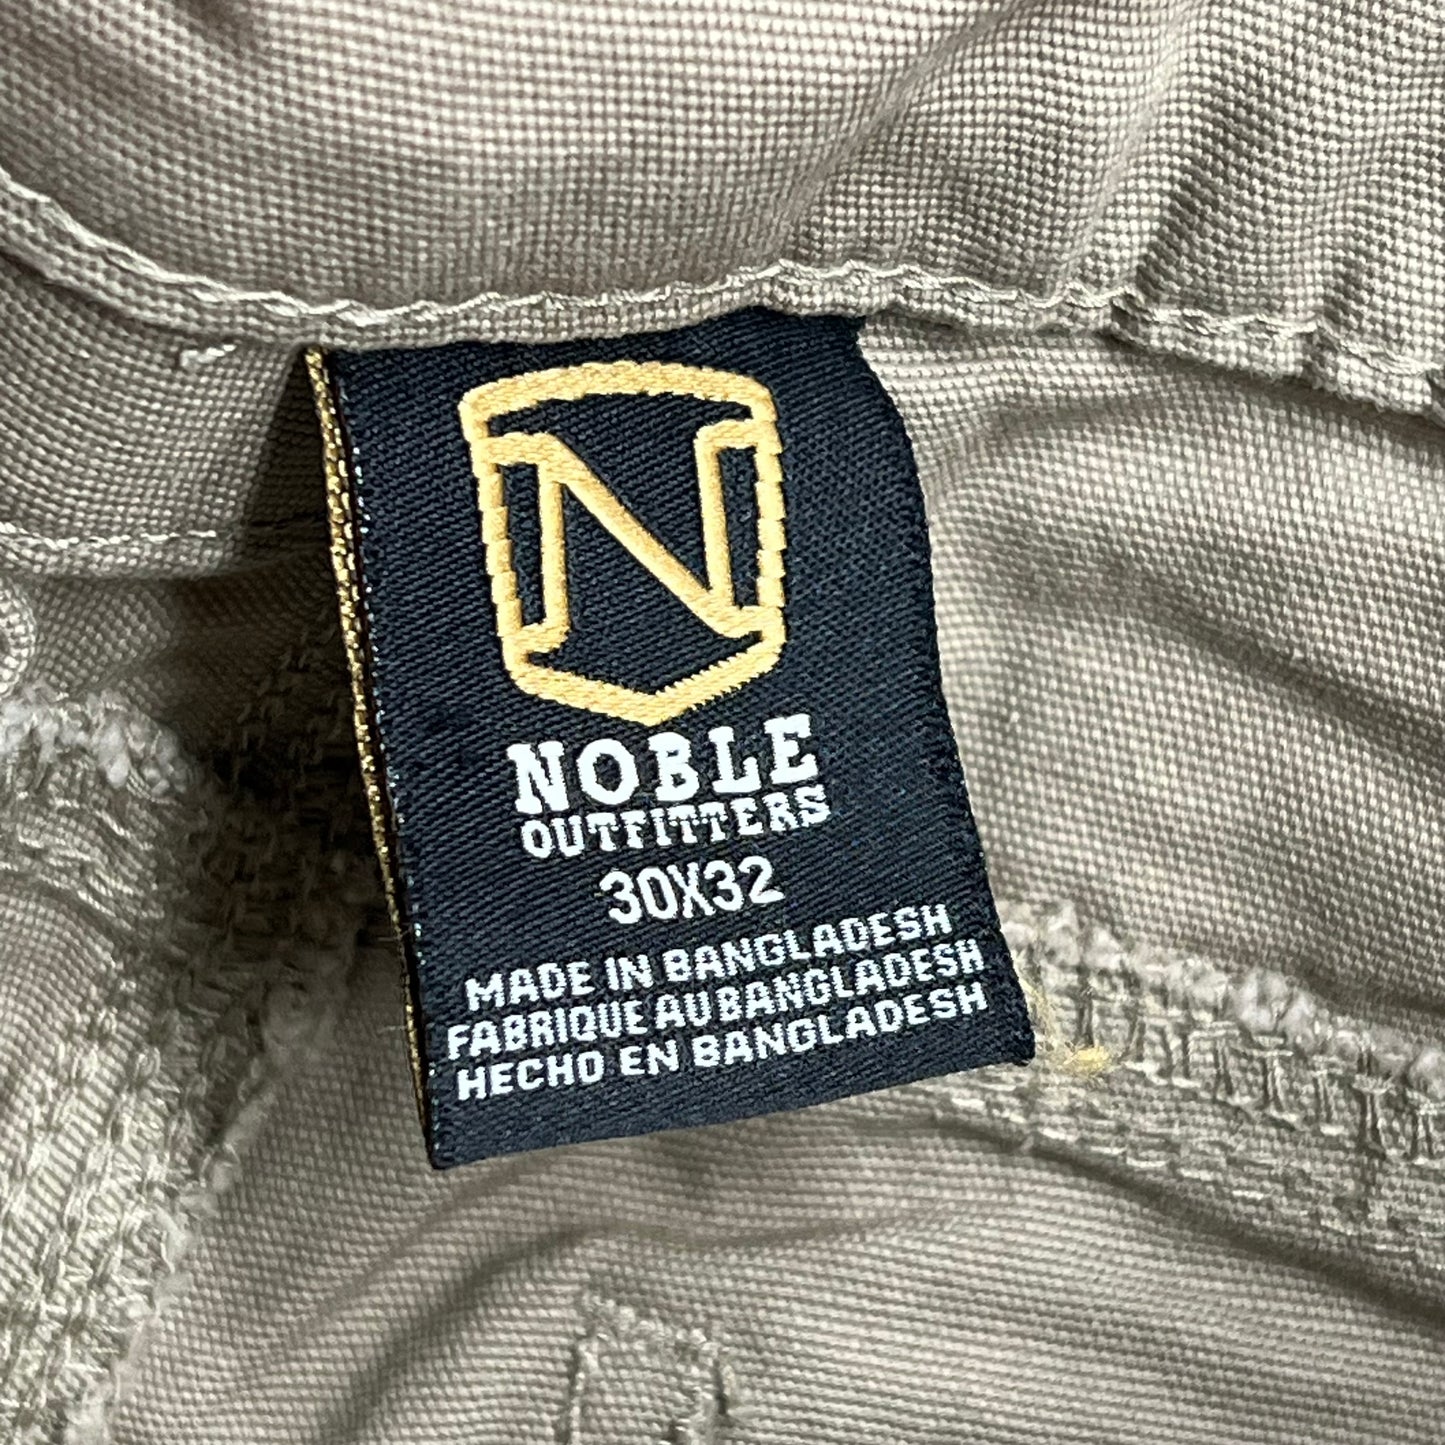 N
NOBLE
OUTFITTERS
30X32
MADE IN BANGLADESH
FABRIQUE AU BANGLADESH
HECHO EN BANGLADESH